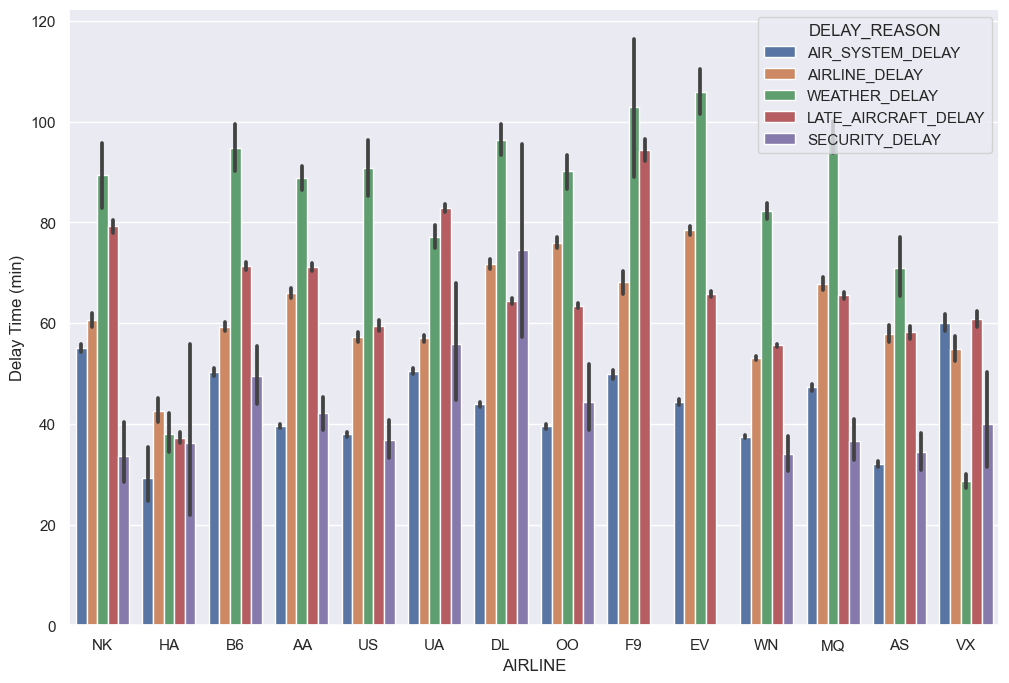 DELAY_REASON
AIR_SYSTEM_DELAY
AIRLINE_DELAY
WEATHER_DELAY
LATE_AIRCRAFT_DELAY
SECURITY_DELAY
Delay Time (min)
120
100
80
60
40
20
0
NK HA B6 AA US UA DL OO F9 EV WN MQ AS VX
AIRLINE